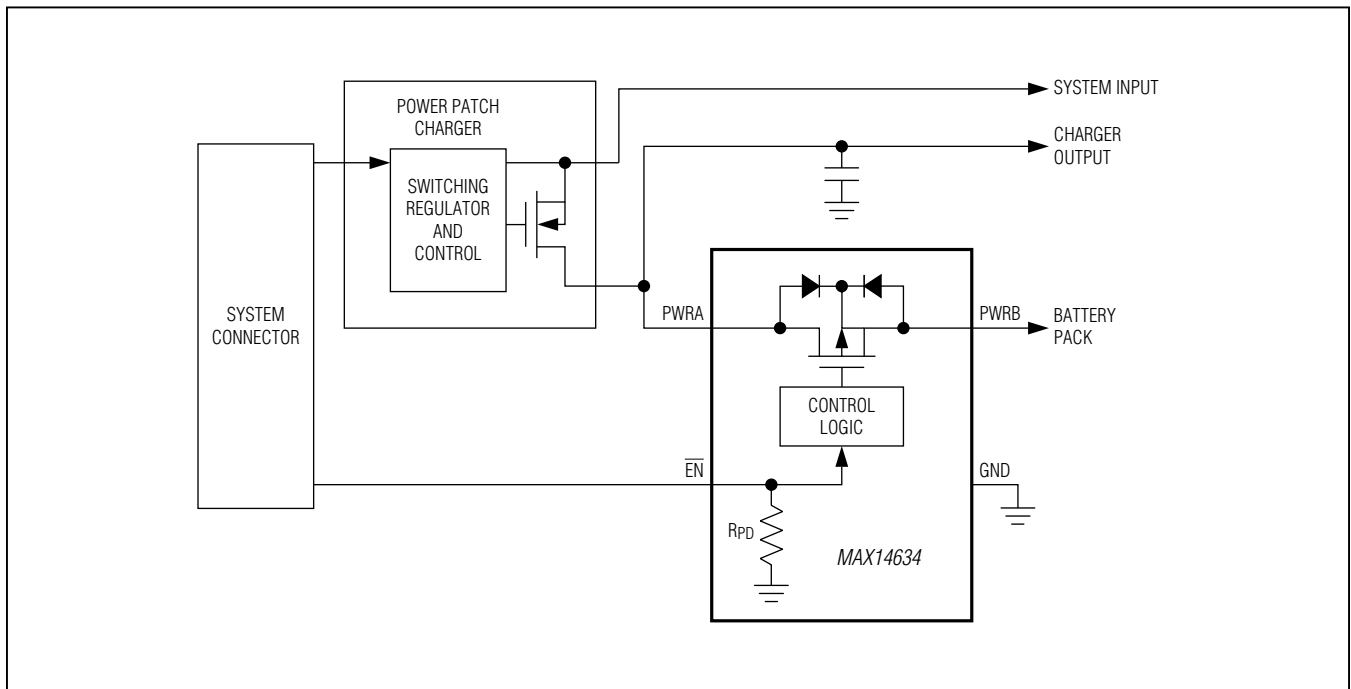 SYSTEM INPUT
POWER PATCH
CHARGER
CHARGER
OUTPUT
SWITCHING
REGULATOR
AND
CONTROL
SYSTEM
CONNECTOR
PWRA
PWRB
BATTERY
PACK
CONTROL
LOGIC
EN
GND
RPD
MAX14634